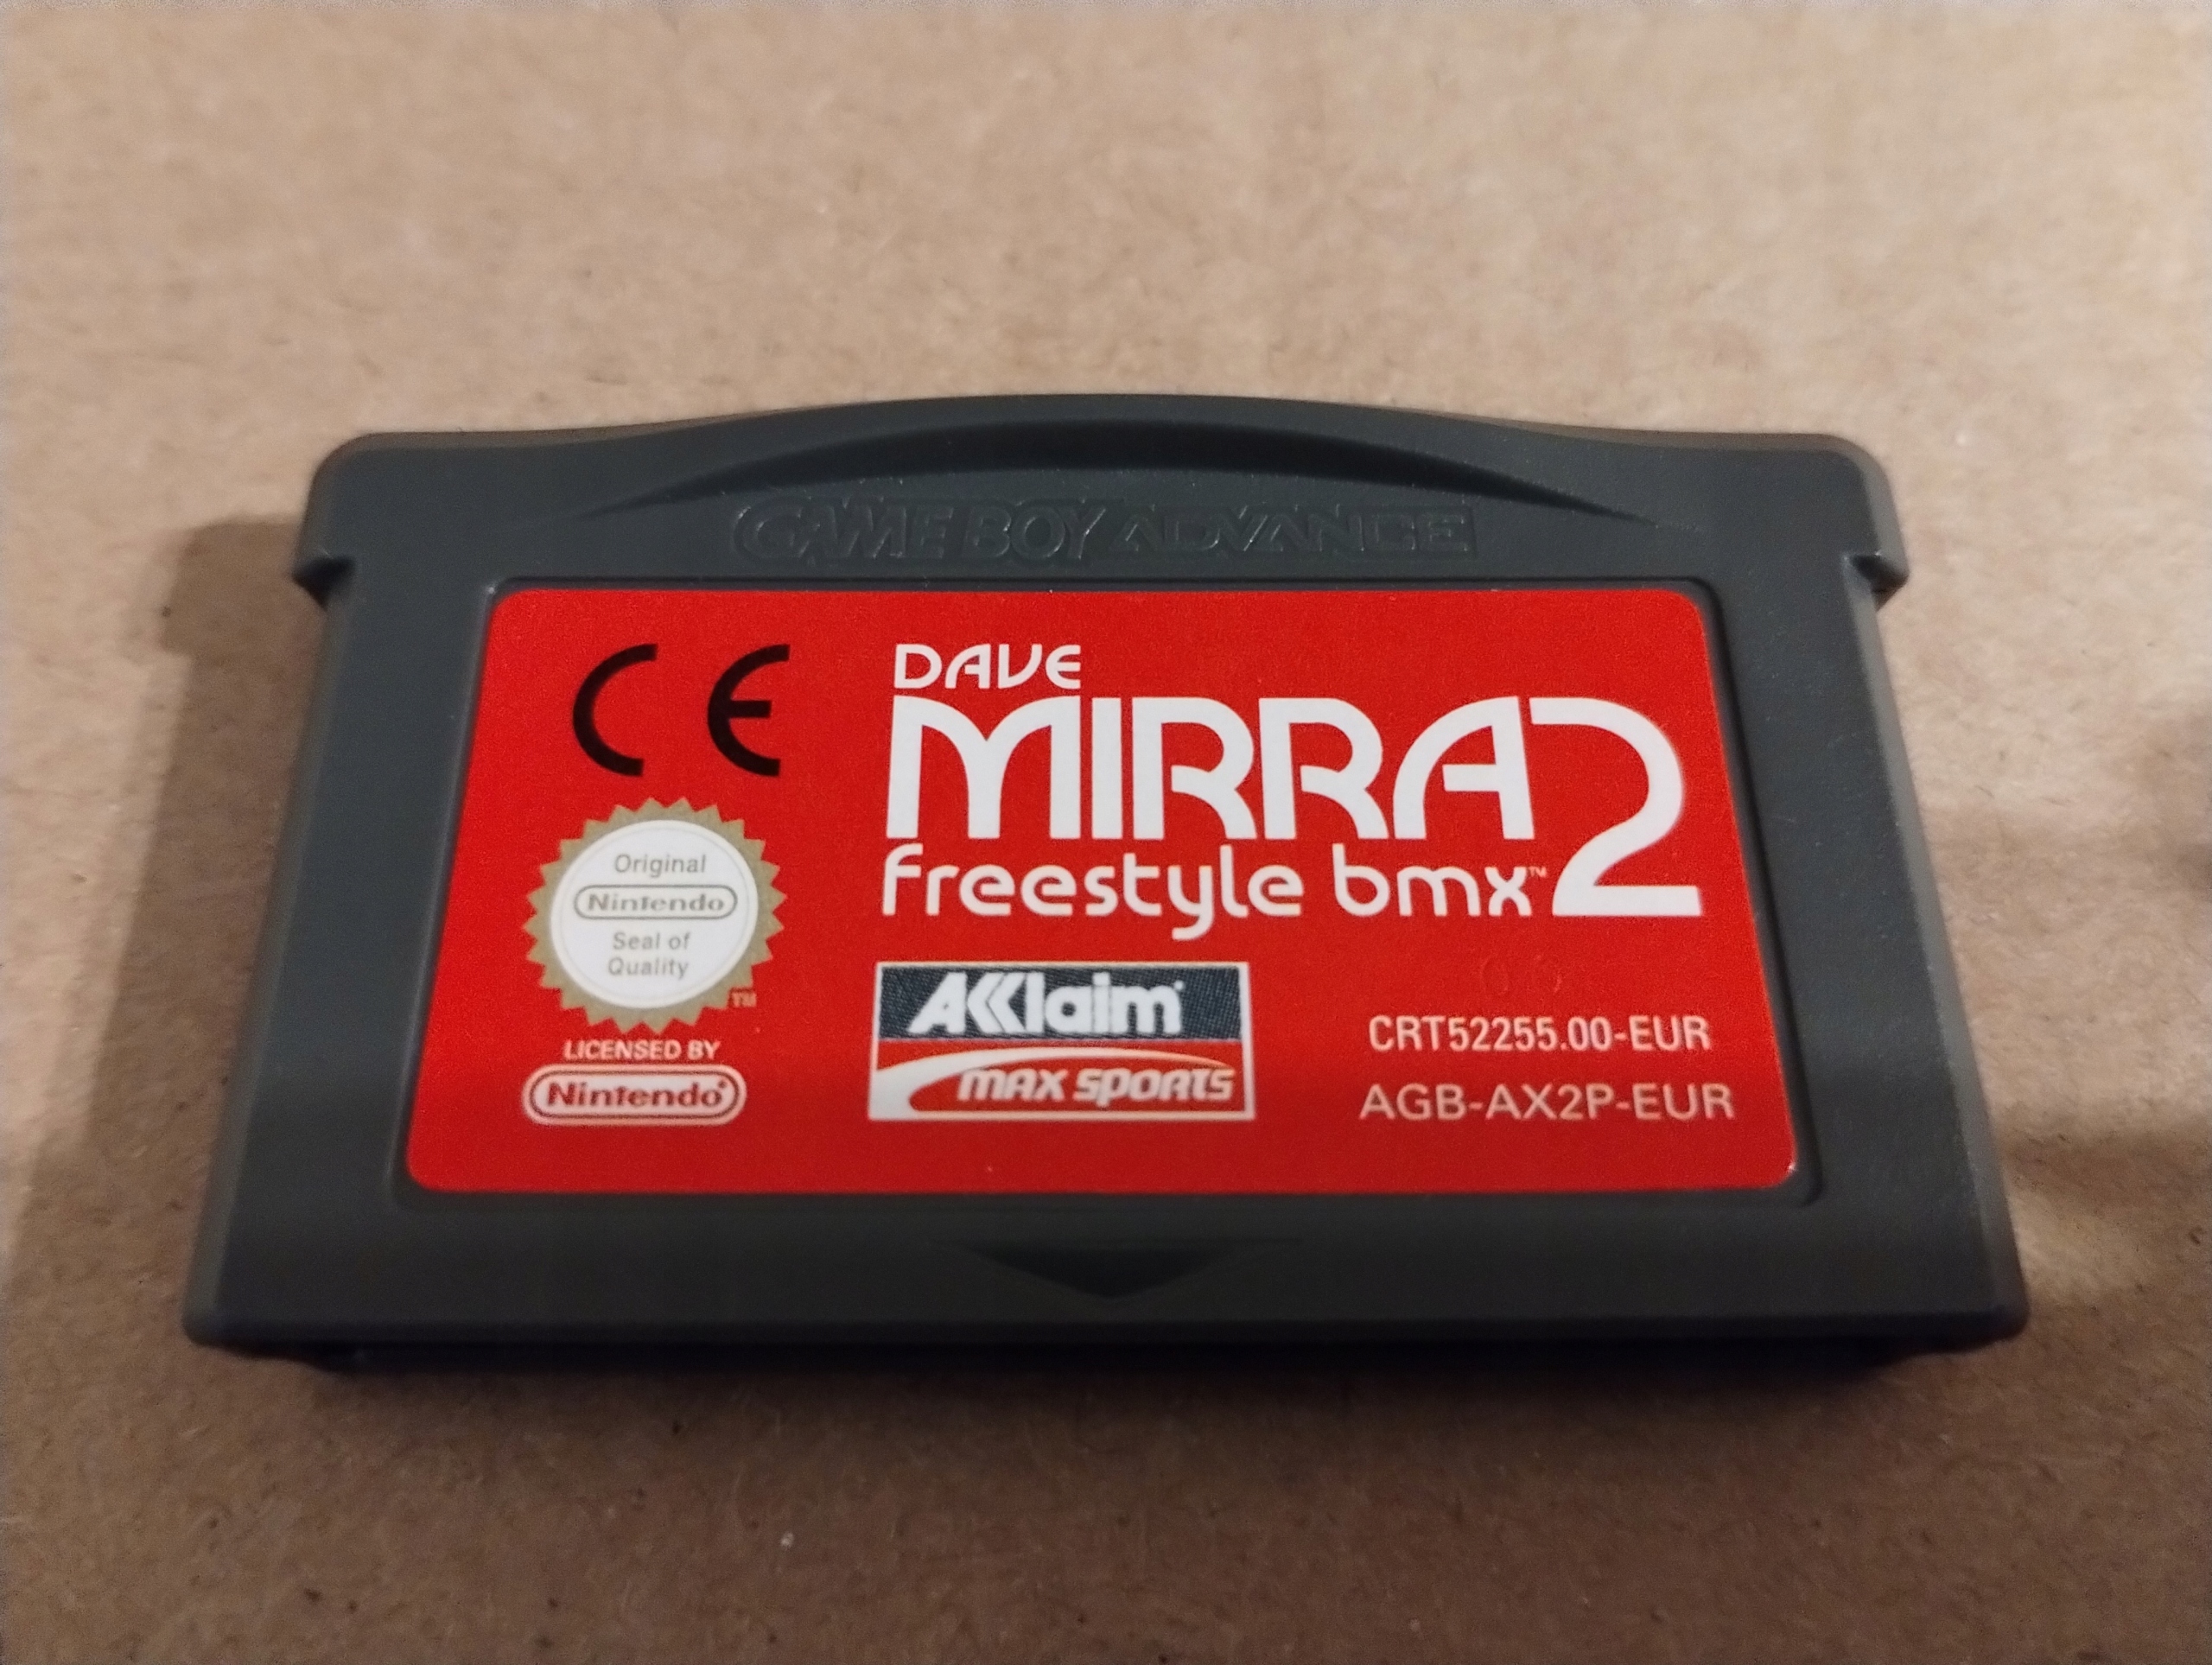 GAME BOY ADVANCE
CE
DAVE
MIRRA 2
freestyle bmx™
Original
Nintendo
Seal of
Quality
TM
LICENSED BY
Nintendo®
AKKlaim®
MAX SPORTS
CRT52255.00-EUR
AGB-AX2P-EUR